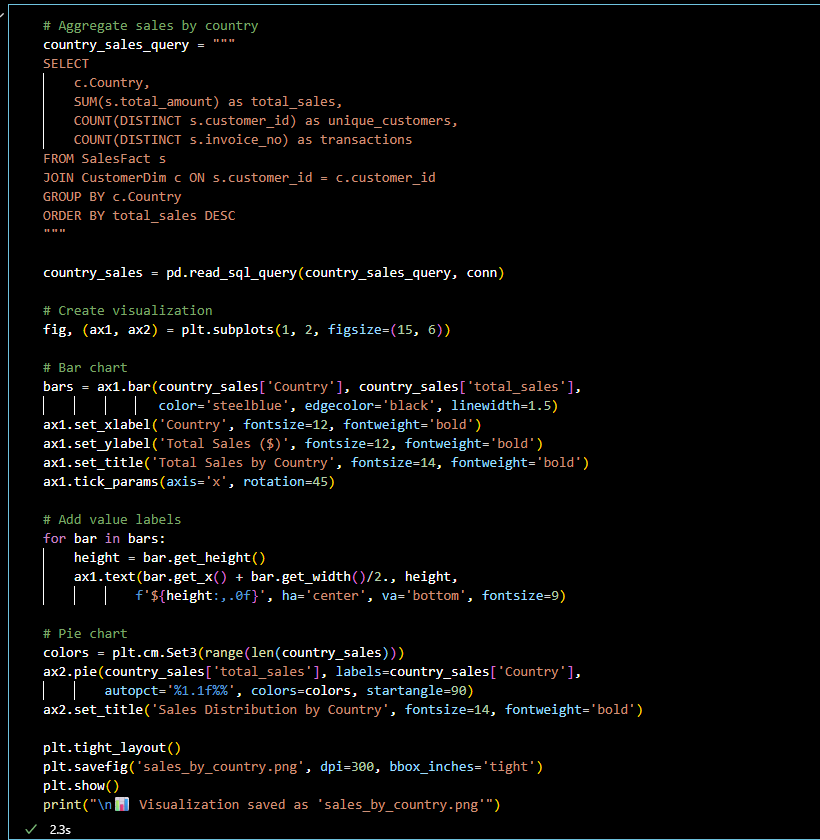 # Aggregate sales by country
country_sales_query = """
SELECT
    c.Country,
    SUM(s.total_amount) as total_sales,
    COUNT(DISTINCT s.customer_id) as unique_customers,
    COUNT(DISTINCT s.invoice_no) as transactions
FROM SalesFact s
JOIN CustomerDim c ON s.customer_id = c.customer_id
GROUP BY c.Country
ORDER BY total_sales DESC
"""

country_sales = pd.read_sql_query(country_sales_query, conn)

# Create visualization
fig, (ax1, ax2) = plt.subplots(1, 2, figsize=(15, 6))

# Bar chart
bars = ax1.bar(country_sales['Country'], country_sales['total_sales'],
               color='steelblue', edgecolor='black', linewidth=1.5)
ax1.set_xlabel('Country', fontsize=12, fontweight='bold')
ax1.set_ylabel('Total Sales ($)', fontsize=12, fontweight='bold')
ax1.set_title('Total Sales by Country', fontsize=14, fontweight='bold')
ax1.tick_params(axis='x', rotation=45)

# Add value labels
for bar in bars:
    height = bar.get_height()
    ax1.text(bar.get_x() + bar.get_width()/2., height,
            f'${height:,.0f}', ha='center', va='bottom', fontsize=9)

# Pie chart
colors = plt.cm.Set3(range(len(country_sales)))
ax2.pie(country_sales['total_sales'], labels=country_sales['Country'],
        autopct='%1.1f%%', colors=colors, startangle=90)
ax2.set_title('Sales Distribution by Country', fontsize=14, fontweight='bold')

plt.tight_layout()
plt.savefig('sales_by_country.png', dpi=300, bbox_inches='tight')
plt.show()
print("\n📊 Visualization saved as 'sales_by_country.png'")
✓ 2.3s